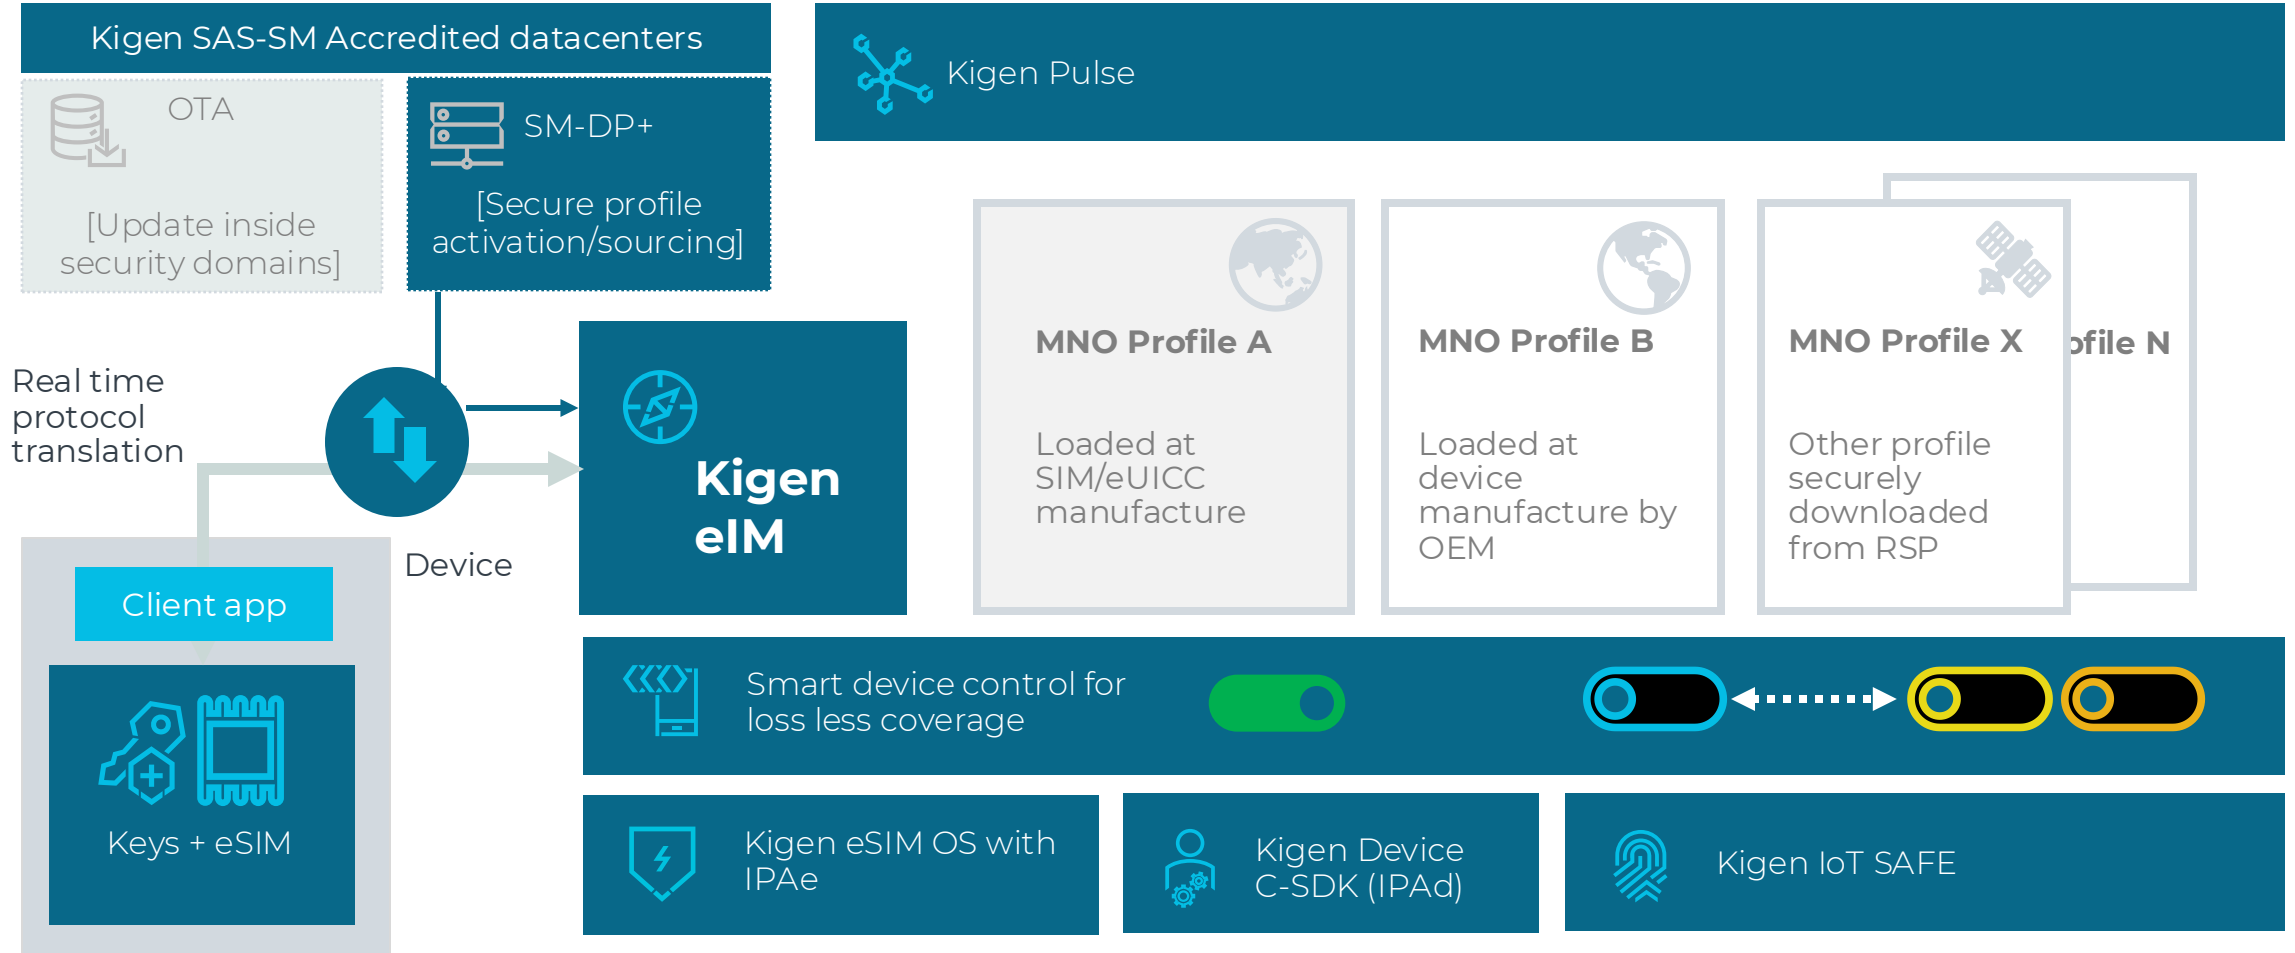 Kigen SAS-SM Accredited datacenters
OTA
[Update inside
security domains]
SM-DP+
[Secure profile
activation/sourcing]
Kigen Pulse
Real time
protocol
translation
Device
Client app
Keys + eSIM
Kigen
eIM
MNO Profile A
Loaded at
SIM/eUICC
manufacture
MNO Profile B
Loaded at
device
manufacture by
OEM
MNO Profile X
Other profile
securely
downloaded
from RSP
ofile N
Smart device control for
loss less coverage
Kigen eSIM OS with
IPAe
Kigen Device
C-SDK (IPAd)
Kigen IoT SAFE